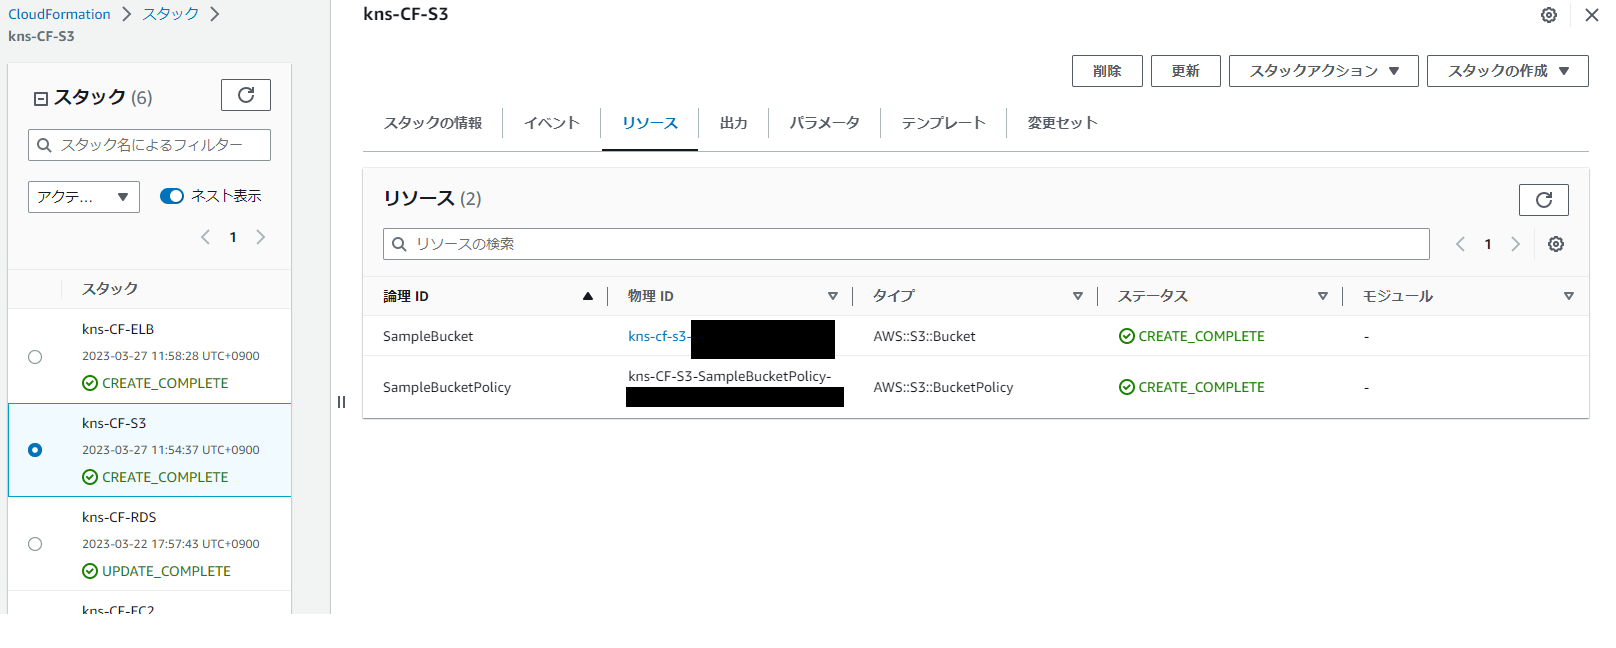 CloudFormation > スタック >
kns-CF-S3
スタック (6)
スタック名によるフィルター
アクテ... ネスト表示
1
スタック
kns-CF-ELB
2023-03-27 11:58:28 UTC+0900
CREATE_COMPLETE
kns-CF-S3
2023-03-27 11:54:37 UTC+0900
CREATE_COMPLETE
kns-CF-RDS
2023-03-22 17:57:43 UTC+0900
UPDATE_COMPLETE
kns-CF-EC2
kns-CF-S3
削除 更新 スタックアクション スタックの作成
スタックの情報 イベント リソース 出力 パラメータ テンプレート 変更セット
リソース (2)
リソースの検索 1
論理 ID 物理 ID タイプ ステータス モジュール
SampleBucket kns-cf-s3- AWS::S3::Bucket CREATE_COMPLETE -
SampleBucketPolicy kns-CF-S3-SampleBucketPolicy- AWS::S3::BucketPolicy CREATE_COMPLETE -